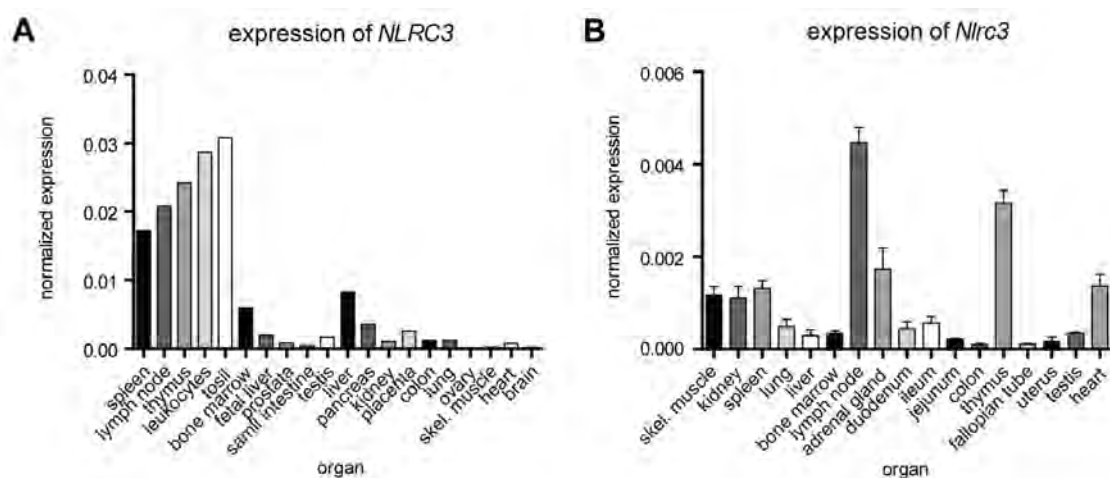 A
expression of NLRC3
normalized expression
0.04
0.03
0.02
0.01
0.00
spleen
lymph node
thymus
leukocytes
tosil
bone marrow
fetal liver
prostata
samll intestine
testis
liver
pancreas
kidney
placehia
colon
lung
ovary
skel. muscle
heart
brain
organ
B
expression of Nlrc3
normalized expression
0.006
0.004
0.002
0.000
skel. muscle
kidney
spleen
lung
liver
bone marrow
lymph node
adrenal gland
duodenum
ileum
jejunum
colon
thymus
fallopian tube
uterus
testis
heart
organ